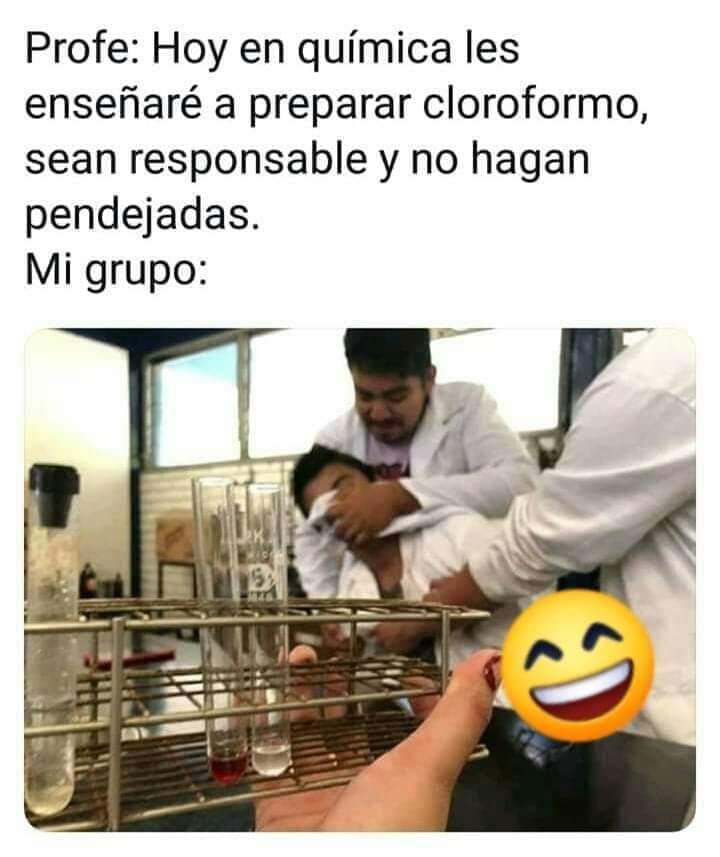 Profe: Hoy en química les
enseñaré a preparar cloroformo,
sean responsable y no hagan
pendejadas.
Mi grupo: